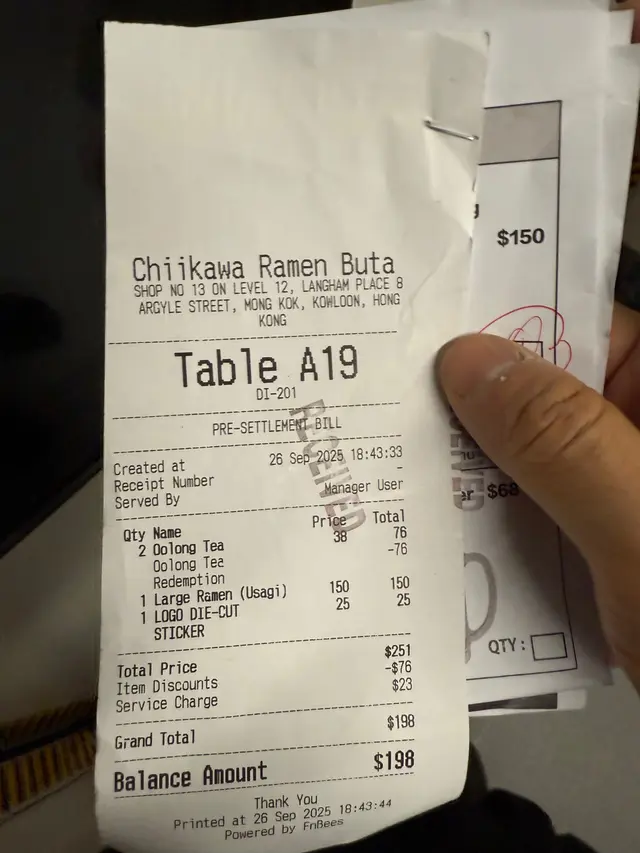 Chiikawa Ramen Buta
SHOP NO 13 ON LEVEL 12, LANGHAM PLACE 8
ARGYLE STREET, MONG KOK, KOWLOON, HONG
KONG
Table A19
DI-201
PRE-SETTLEMENT BILL
Created at 26 Sep 2025 18:43:33
Receipt Number -
Served By Manager User
RECEIVED
Qty Name Price Total
2 Oolong Tea 38 76
Oolong Tea -76
Redemption
1 Large Ramen (Usagi) 150 150
1 LOGO DIE-CUT 25 25
STICKER
Total Price $251
Item Discounts -$76
Service Charge $23
Grand Total $198
Balance Amount $198
Thank You
Printed at 26 Sep 2025 18:43:44
Powered by FnBees
$150
$68
QTY: